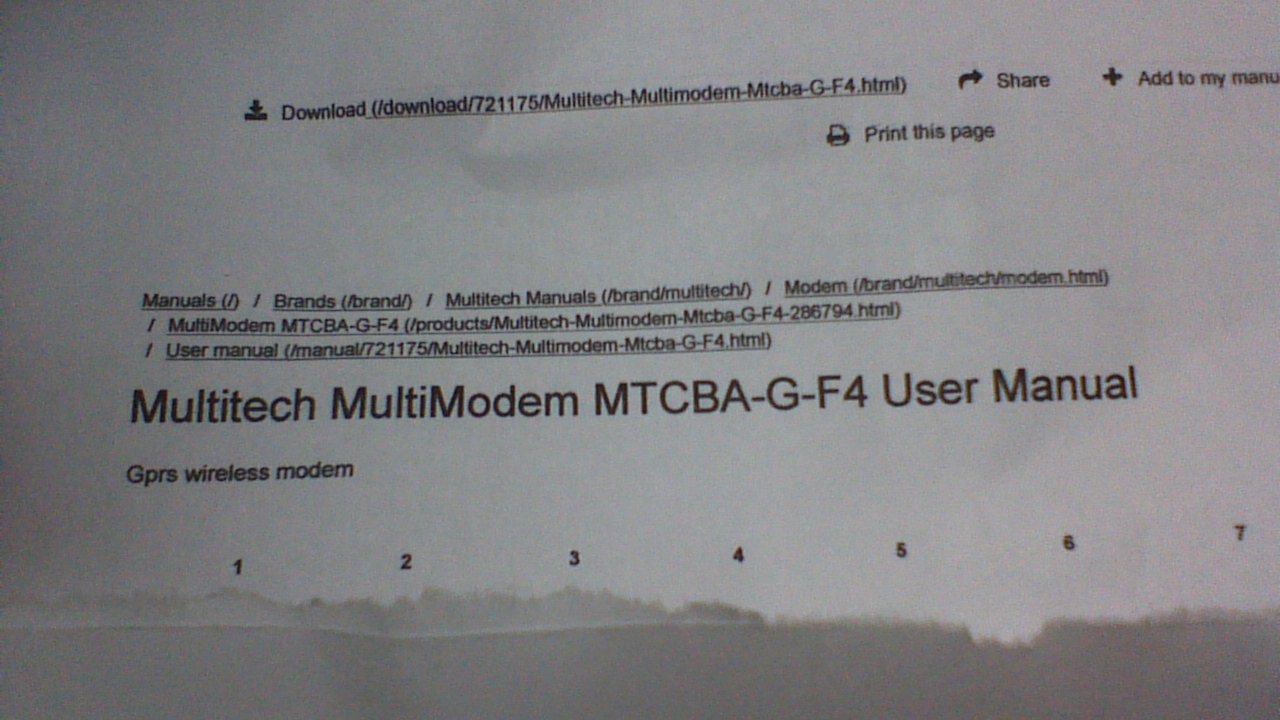 Download (/download/721175/Multitech-Multimodem-Mtcba-G-F4.html) Share Add to my manu
Print this page
Manuals (/) / Brands (/brand/) / Multitech Manuals (/brand/multitech/) / Modem (/brand/multitech/modem.html)
/ MultiModem MTCBA-G-F4 (/products/Multitech-Multimodem-Mtcba-G-F4-286794.html)
/ User manual (/manual/721175/Multitech-Multimodem-Mtcba-G-F4.html)
Multitech MultiModem MTCBA-G-F4 User Manual
Gprs wireless modem
1 2 3 4 5 6 7